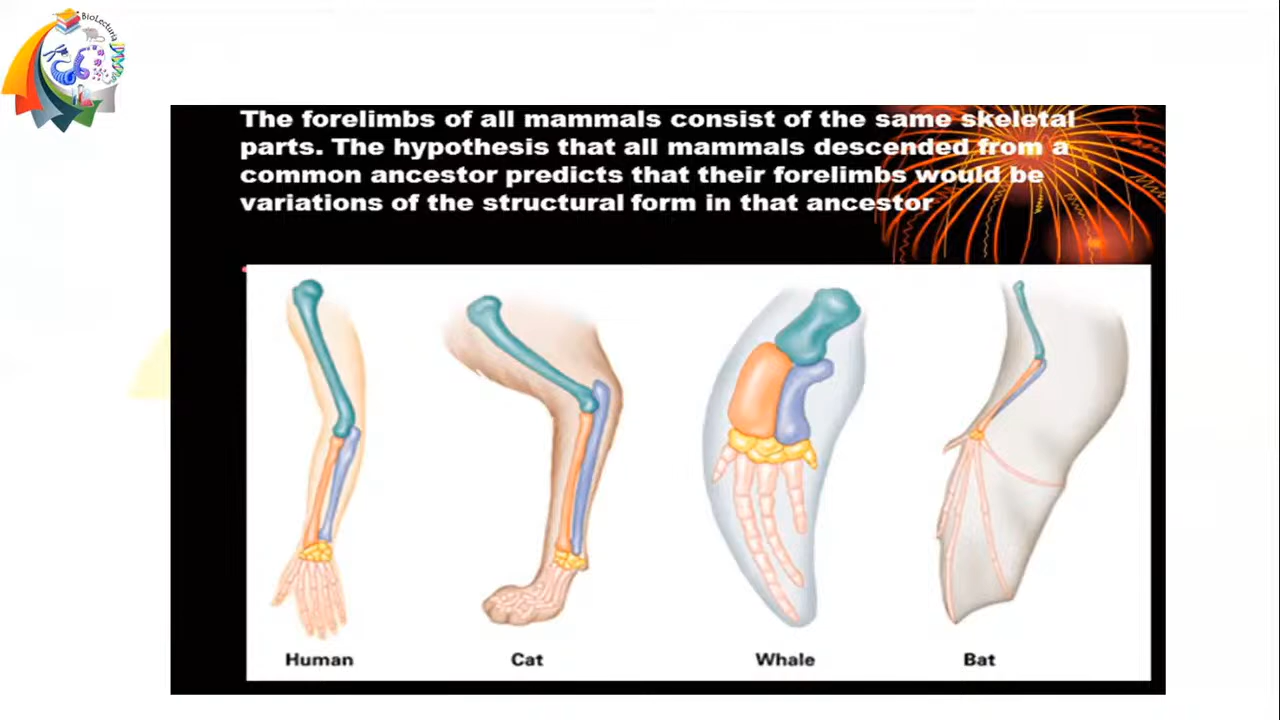 BioLecturia
The forelimbs of all mammals consist of the same skeletal
parts. The hypothesis that all mammals descended from a
common ancestor predicts that their forelimbs would be
variations of the structural form in that ancestor
Human Cat Whale Bat